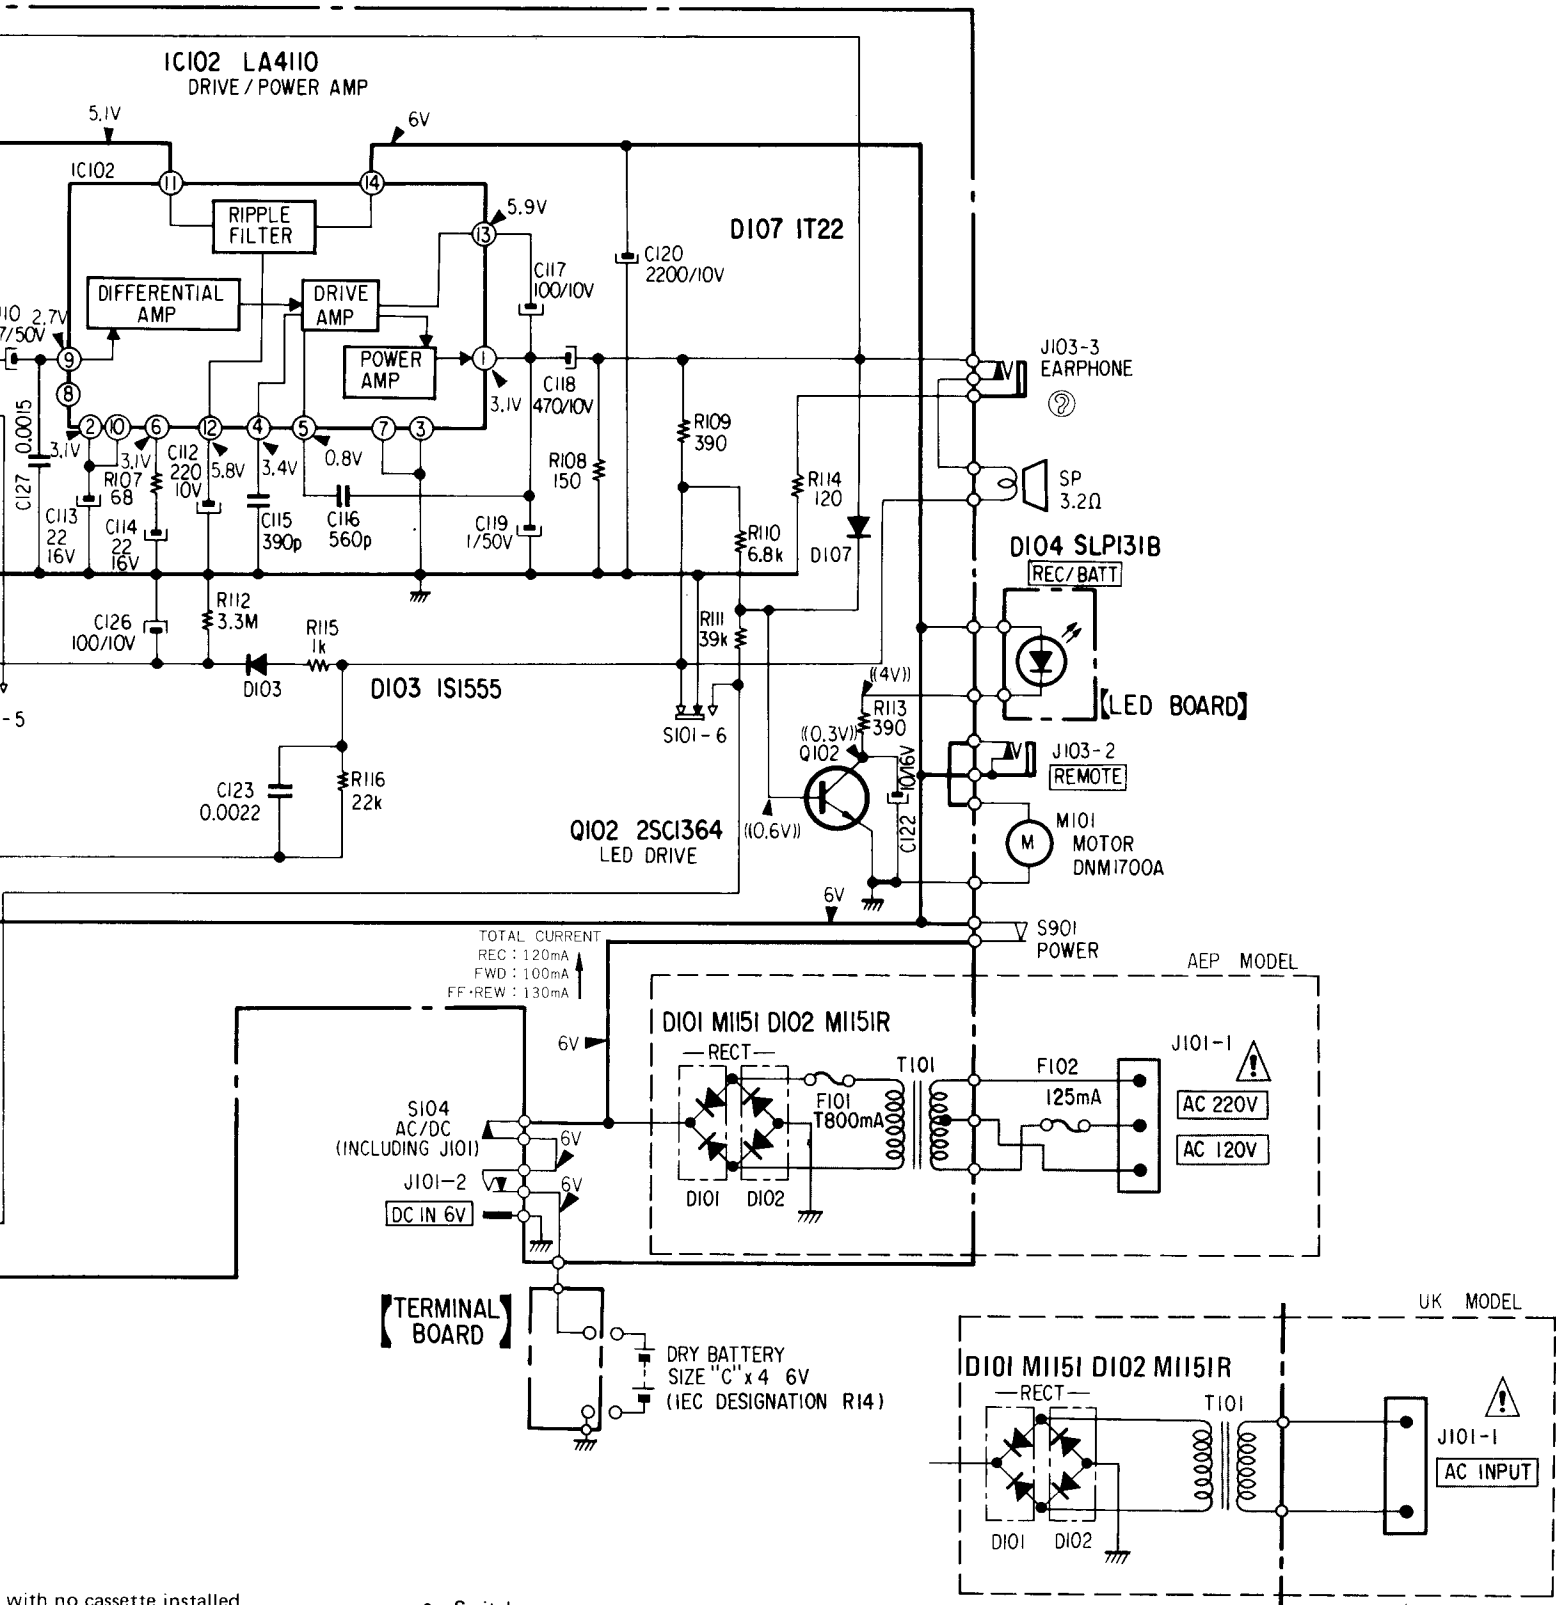 IC102 LA4110
DRIVE / POWER AMP
5.1V
6V
IC102
11
14
RIPPLE
FILTER
5.9V
13
D107 1T22
C120
2200/10V
C117
100/10V
DIFFERENTIAL
AMP
DRIVE
AMP
POWER
AMP
2.7V
7/50V
9
8
1
3.1V
C118
470/10V
J103-3
EARPHONE
2
10
6
12
4
5
7
3
0.0015
C127
3.1V
3.1V
R107
68
C112
220
10V
5.8V
3.4V
0.8V
R108
150
R109
390
R114
120
SP
3.2Ω
C113
22
16V
C114
22
16V
C115
390p
C116
560p
C119
1/50V
R110
6.8k
D107
D104 SLP131B
REC/BATT
C126
100/10V
R112
3.3M
R115
1k
R111
39k
D103
D103 1S1555
-5
S101-6
((4V))
R113
390
[LED BOARD]
((0.3V))
Q102
10/16V
C122
J103-2
REMOTE
C123
0.0022
R116
22k
Q102 2SC1364
LED DRIVE
((0.6V))
M101
M
MOTOR
DNM1700A
6V
S901
POWER
TOTAL CURRENT
REC : 120mA
FWD : 100mA
FF·REW : 130mA
AEP MODEL
D101 M1151 D102 M1151R
RECT
6V
T101
F101
T800mA
F102
125mA
J101-1
AC 220V
AC 120V
S104
AC/DC
(INCLUDING J101)
6V
J101-2
6V
DC IN 6V
D101
D102
[TERMINAL
BOARD]
DRY BATTERY
SIZE "C" x 4 6V
(IEC DESIGNATION R14)
UK MODEL
D101 M1151 D102 M1151R
RECT
T101
J101-1
AC INPUT
D101
D102
with no cassette installed